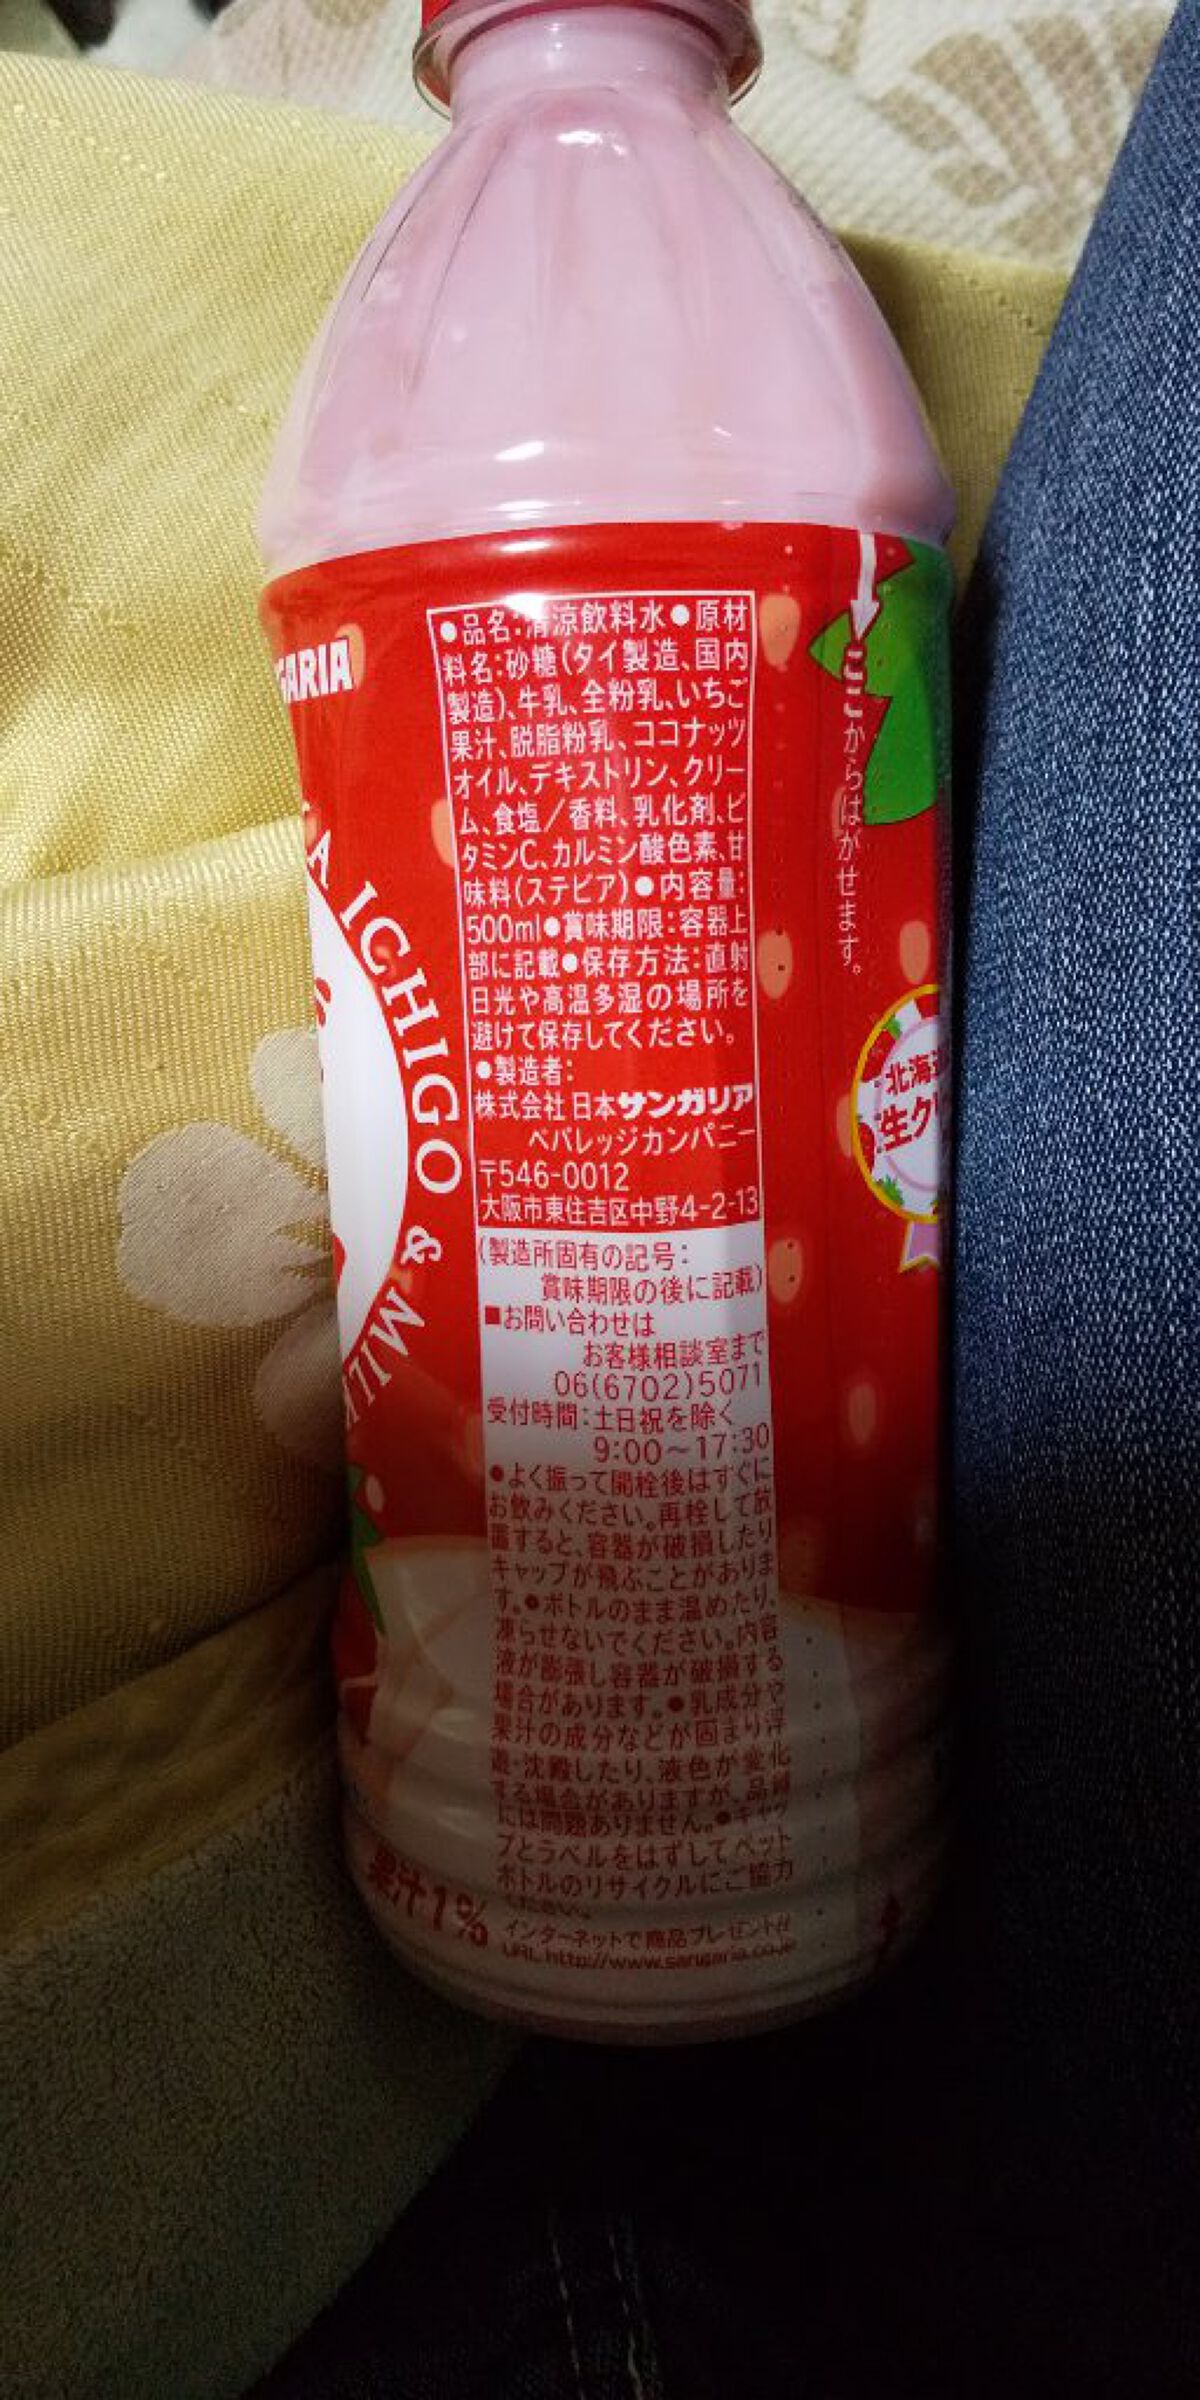 GARIA
A ICHIGO & MILK
●品名:清涼飲料水●原材
料名:砂糖(タイ製造、国内
製造)、牛乳、全粉乳、いちご
果汁、脱脂粉乳、ココナッツ
オイル、デキストリン、クリー
ム、食塩/香料、乳化剤、ビ
タミンC、カルミン酸色素、甘
味料(ステビア)●内容量:
500ml●賞味期限:容器上
部に記載●保存方法:直射
日光や高温多湿の場所を
避けて保存してください。
●製造者:
株式会社日本サンガリア
ベバレッジカンパニー
〒546-0012
大阪市東住吉区中野4-2-13
(製造所固有の記号:
賞味期限の後に記載)
■お問い合わせは
お客様相談室まで
06(6702)5071
受付時間:土日祝を除く
9:00〜17:30
●よく振って開栓後はすぐに
お飲みください。再栓して放
置すると、容器が破損したり
キャップが飛ぶことがありま
す。●ボトルのまま温めたり、
凍らせないでください。内容
液が膨張し容器が破損する
場合があります。●乳成分や
果汁の成分などが固まり浮
遊・沈殿したり、液色が変化
する場合がありますが、品質
には問題ありません。●キャッ
プとラベルをはずしてペット
ボトルのリサイクルにご協力
ください。
インターネットで商品プレゼント!!
URL http://www.sangaria.co.jp
果汁1%
ここからはがせます。
北海道
生ク